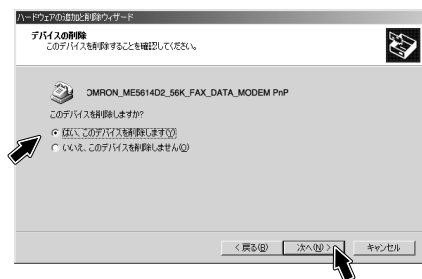 ハードウェアの追加と削除ウィザード
デバイスの削除
このデバイスを削除することを確認してください。
OMRON_ME5614D2_56K_FAX_DATA_MODEM PnP
このデバイスを削除しますか?
はい、このデバイスを削除します(Y)
いいえ、このデバイスを削除しません(O)
< 戻る(B)
次へ(N) >
キャンセル